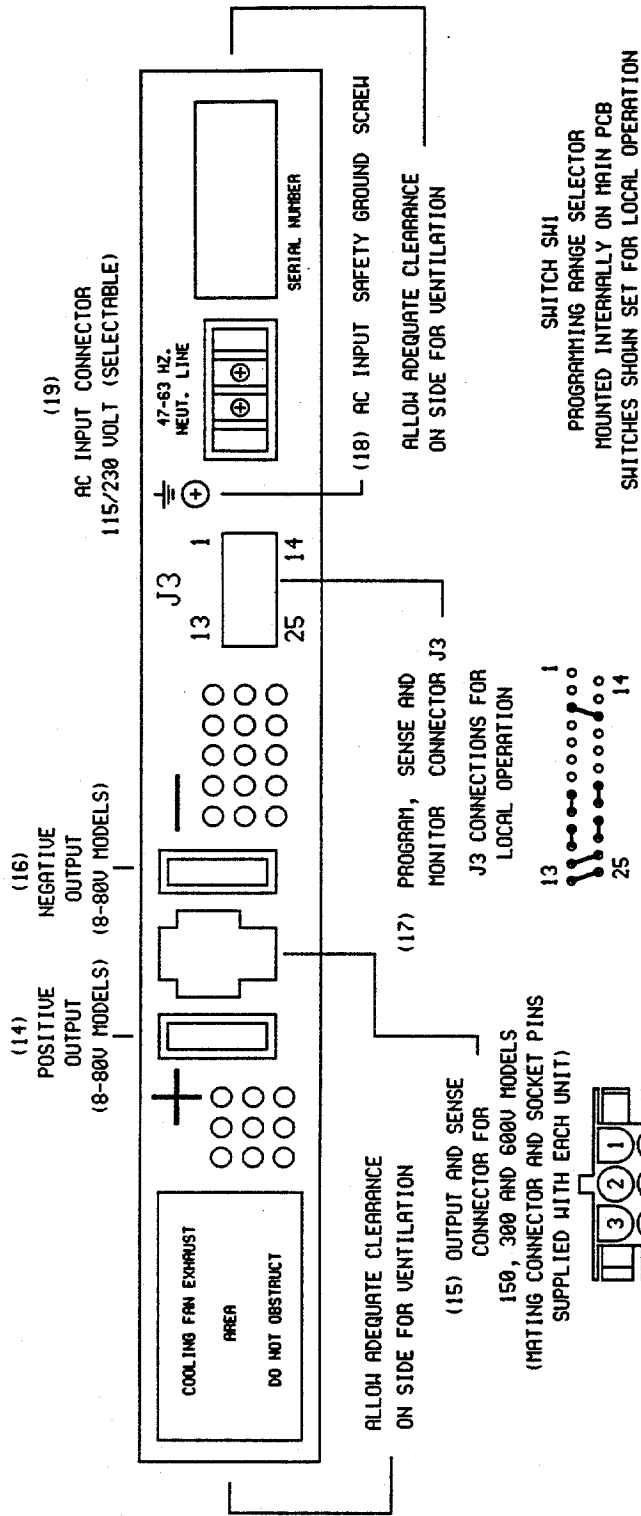 (19)
AC INPUT CONNECTOR
115/230 VOLT (SELECTABLE)
(16)
NEGATIVE
OUTPUT
(8-80V MODELS)
(14)
POSITIVE
OUTPUT
(8-80V MODELS)
COOLING FAN EXHAUST
AREA
DO NOT OBSTRUCT
+
−
J3
13 1
25 14
47-63 HZ.
NEUT. LINE
SERIAL NUMBER
(18) AC INPUT SAFETY GROUND SCREW
ALLOW ADEQUATE CLEARANCE
ON SIDE FOR VENTILATION
ALLOW ADEQUATE CLEARANCE
ON SIDE FOR VENTILATION
(15) OUTPUT AND SENSE
CONNECTOR FOR
150, 300 AND 600V MODELS
(MATING CONNECTOR AND SOCKET PINS
SUPPLIED WITH EACH UNIT)
3 2 1
(17) PROGRAM, SENSE AND
MONITOR CONNECTOR J3
J3 CONNECTIONS FOR
LOCAL OPERATION
13 1
25 14
SWITCH SW1
PROGRAMMING RANGE SELECTOR
MOUNTED INTERNALLY ON MAIN PCB
SWITCHES SHOWN SET FOR LOCAL OPERATION